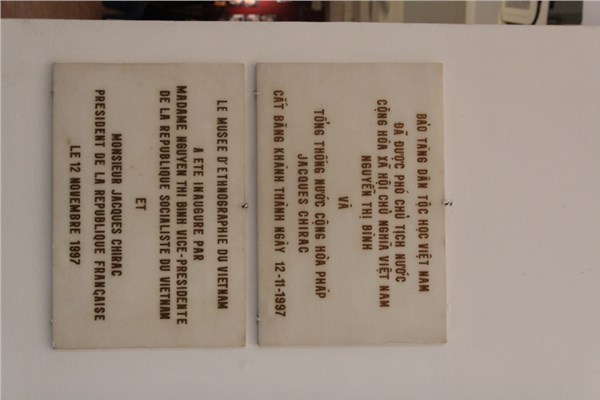 BẢO TÀNG DÂN TỘC HỌC VIỆT NAM
ĐÃ ĐƯỢC PHÓ CHỦ TỊCH NƯỚC
CỘNG HÒA XÃ HỘI CHỦ NGHĨA VIỆT NAM
NGUYỄN THỊ BÌNH
VÀ
TỔNG THỐNG NƯỚC CỘNG HÒA PHÁP
JACQUES CHIRAC
CẮT BĂNG KHÁNH THÀNH NGÀY 12-11-1997
LE MUSEE D'ETHNOGRAPHIE DU VIETNAM
A ETE INAUGURE PAR
MADAME NGUYEN THI BINH VICE-PRESIDENTE
DE LA REPUBLIQUE SOCIALISTE DU VIETNAM
ET
MONSIEUR JACQUES CHIRAC
PRESIDENT DE LA REPUBLIQUE FRANÇAISE
LE 12 NOVEMBRE 1997